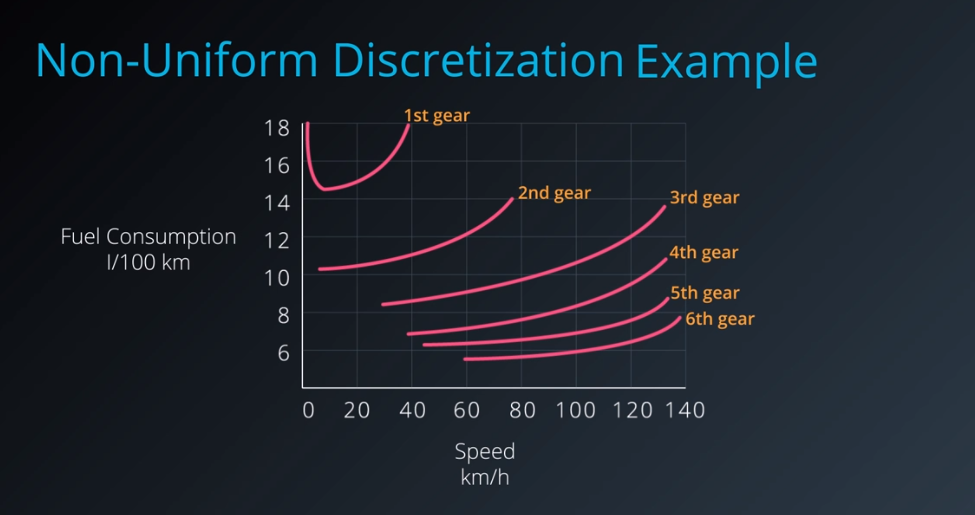 Non-Uniform Discretization Example
1st gear
18
16
14
12
10
8
6
2nd gear
3rd gear
4th gear
5th gear
6th gear
Fuel Consumption
l/100 km
0 20 40 60 80 100 120 140
Speed
km/h